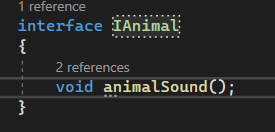 1 reference
interface IAnimal
{
2 references
void animalSound();
}